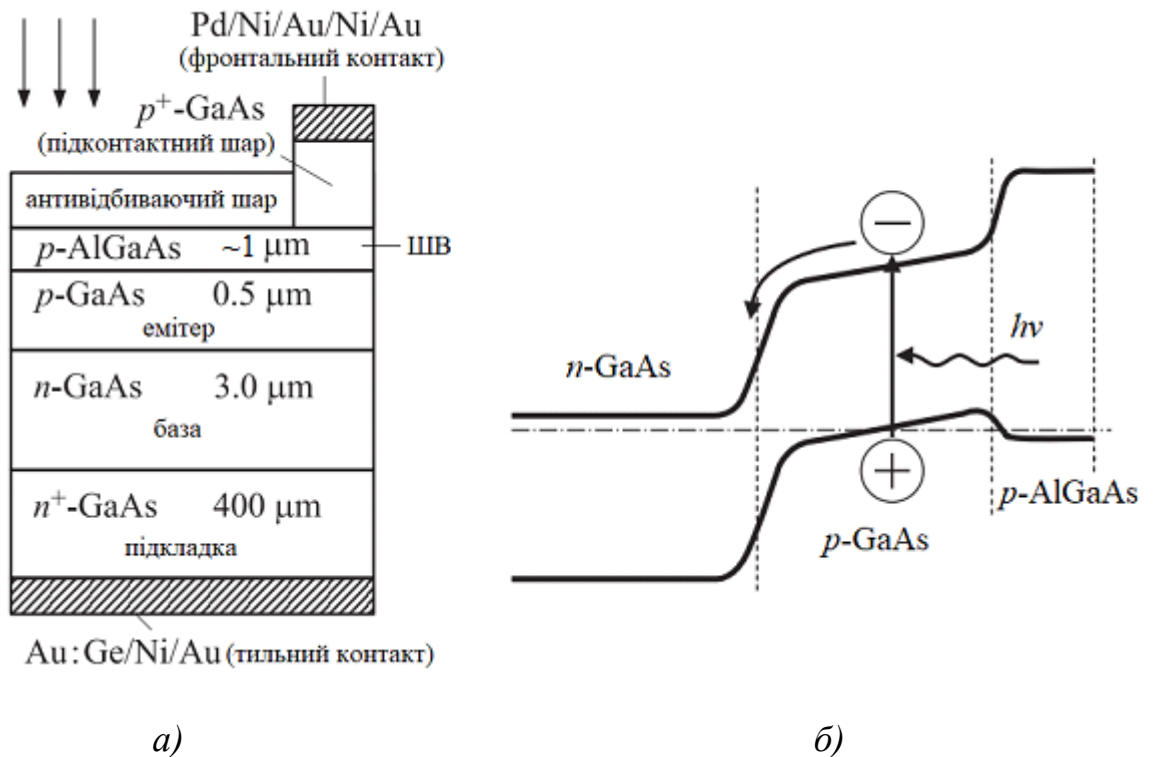 Pd/Ni/Au/Ni/Au
(фронтальний контакт)
p⁺-GaAs
(підконтактний шар)
антивідбиваючий шар
p-AlGaAs ~1 μm
ШВ
p-GaAs 0.5 μm
емітер
n-GaAs 3.0 μm
база
n⁺-GaAs 400 μm
підкладка
Au:Ge/Ni/Au (тильний контакт)
а)
−
hν
n-GaAs
+
p-AlGaAs
p-GaAs
б)